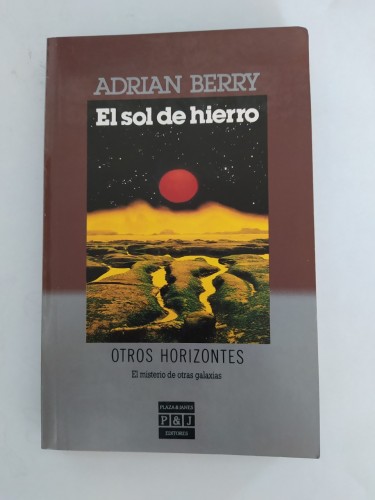 ADRIAN BERRY
El sol de hierro
OTROS HORIZONTES
El misterio de otras galaxias
PLAZA & JANES
P&J
EDITORES